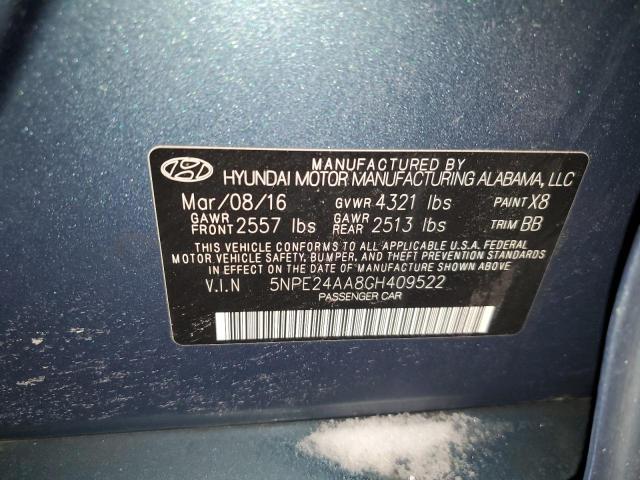 MANUFACTURED BY
HYUNDAI MOTOR MANUFACTURING ALABAMA, LLC
Mar/08/16 GVWR 4321 lbs PAINT X8
GAWR FRONT 2557 lbs GAWR REAR 2513 lbs TRIM BB
THIS VEHICLE CONFORMS TO ALL APPLICABLE U.S.A. FEDERAL
MOTOR VEHICLE SAFETY, BUMPER, AND THEFT PREVENTION STANDARDS
IN EFFECT ON THE DATE OF MANUFACTURE SHOWN ABOVE.
V.I.N 5NPE24AA8GH409522
PASSENGER CAR